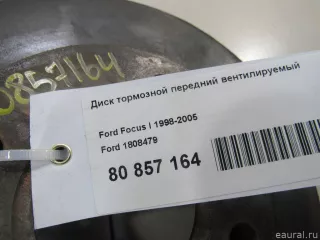 0857164
Диск тормозной передний вентилируемый
Ford Focus I 1998-2005
Ford 1808479
80 857 164
eaural.ru